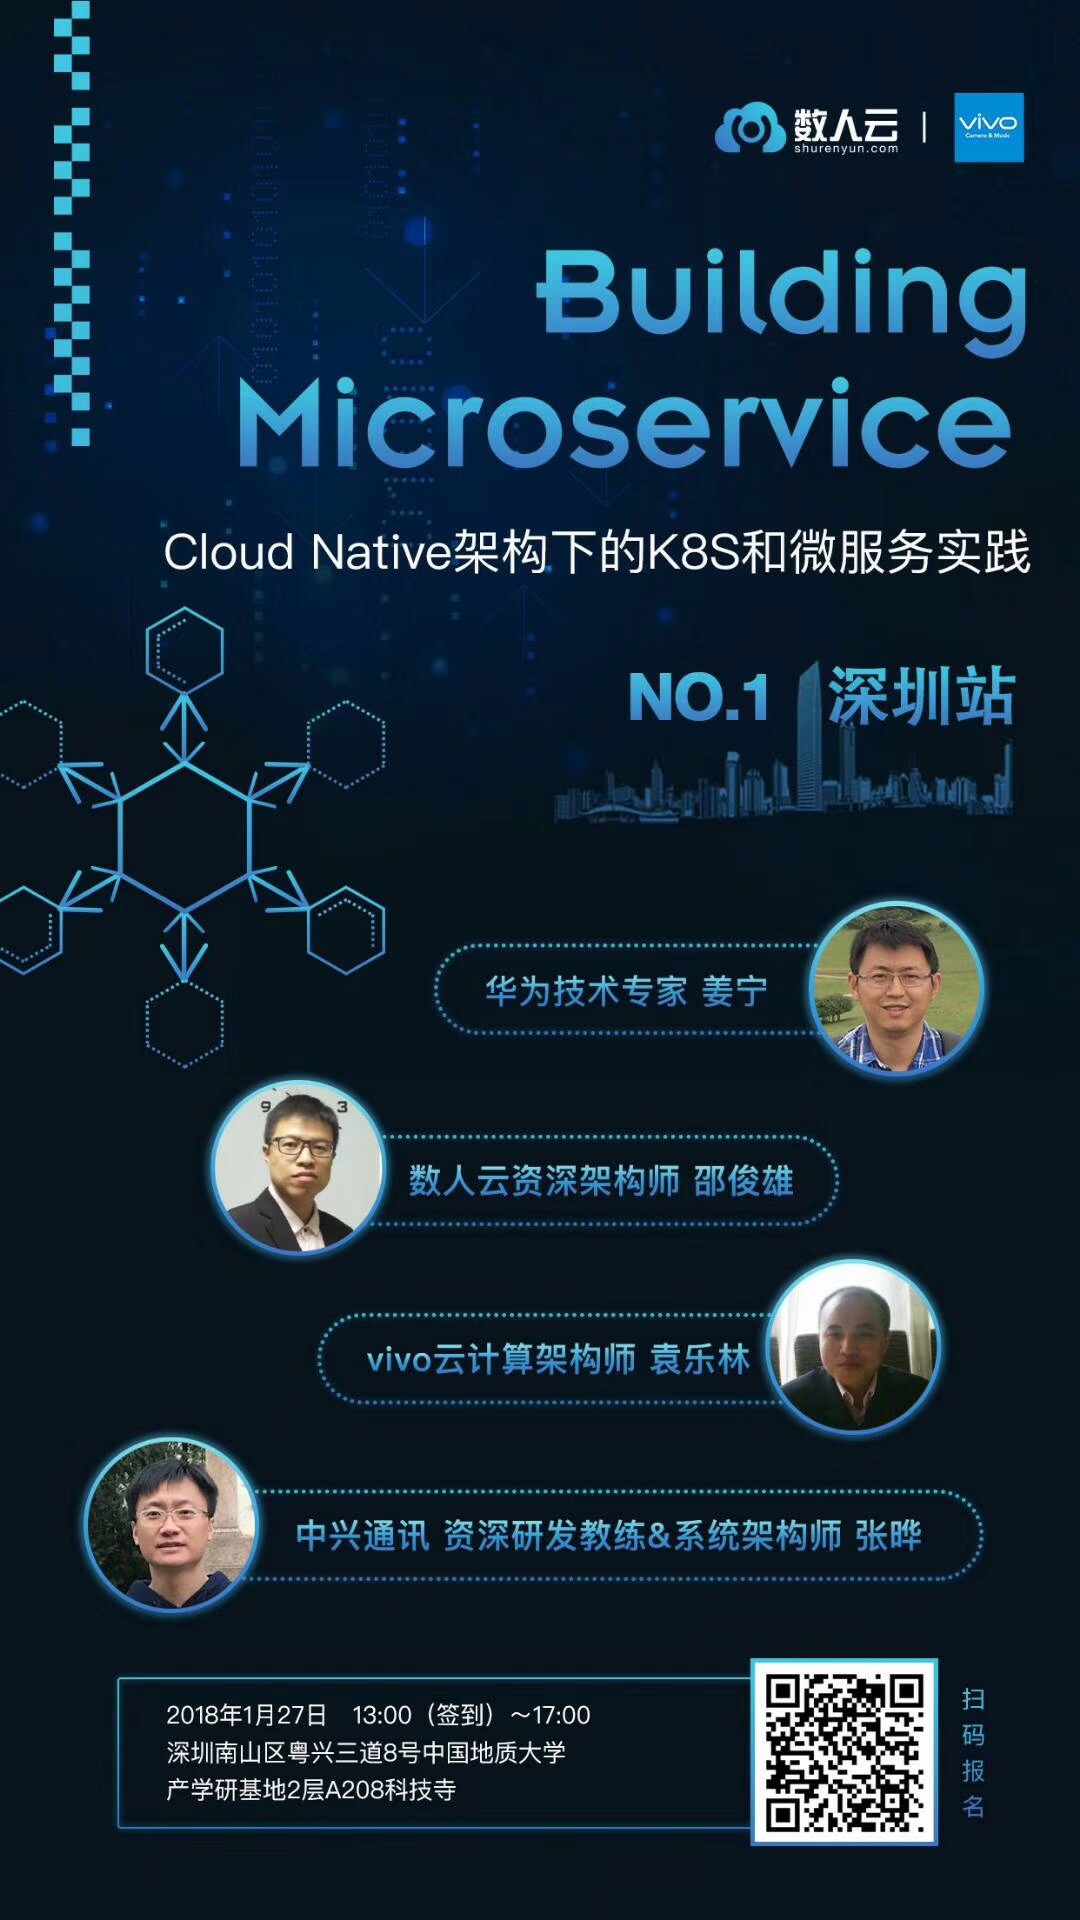 数人云
shurenyun.com
vivo
Camera & Music
Building
Microservice
Cloud Native架构下的K8S和微服务实践
NO.1 深圳站
华为技术专家 姜宁
9 3
数人云资深架构师 邵俊雄
vivo云计算架构师 袁乐林
中兴通讯 资深研发教练&系统架构师 张晔
2018年1月27日 13:00（签到）～17:00
深圳南山区粤兴三道8号中国地质大学
产学研基地2层A208科技寺
扫码报名